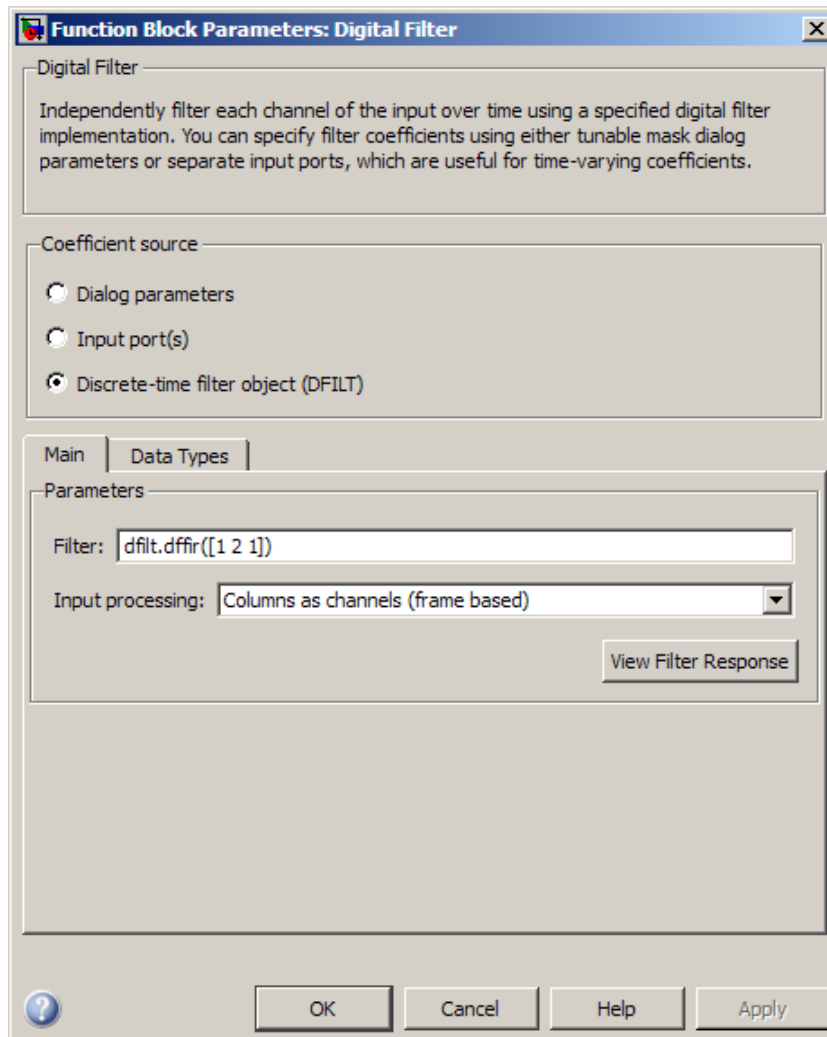 Function Block Parameters: Digital Filter
Digital Filter
Independently filter each channel of the input over time using a specified digital filter
implementation. You can specify filter coefficients using either tunable mask dialog
parameters or separate input ports, which are useful for time-varying coefficients.
Coefficient source
Dialog parameters
Input port(s)
Discrete-time filter object (DFILT)
Main Data Types
Parameters
Filter: dfilt.dffir([1 2 1])
Input processing: Columns as channels (frame based)
View Filter Response
? OK Cancel Help Apply